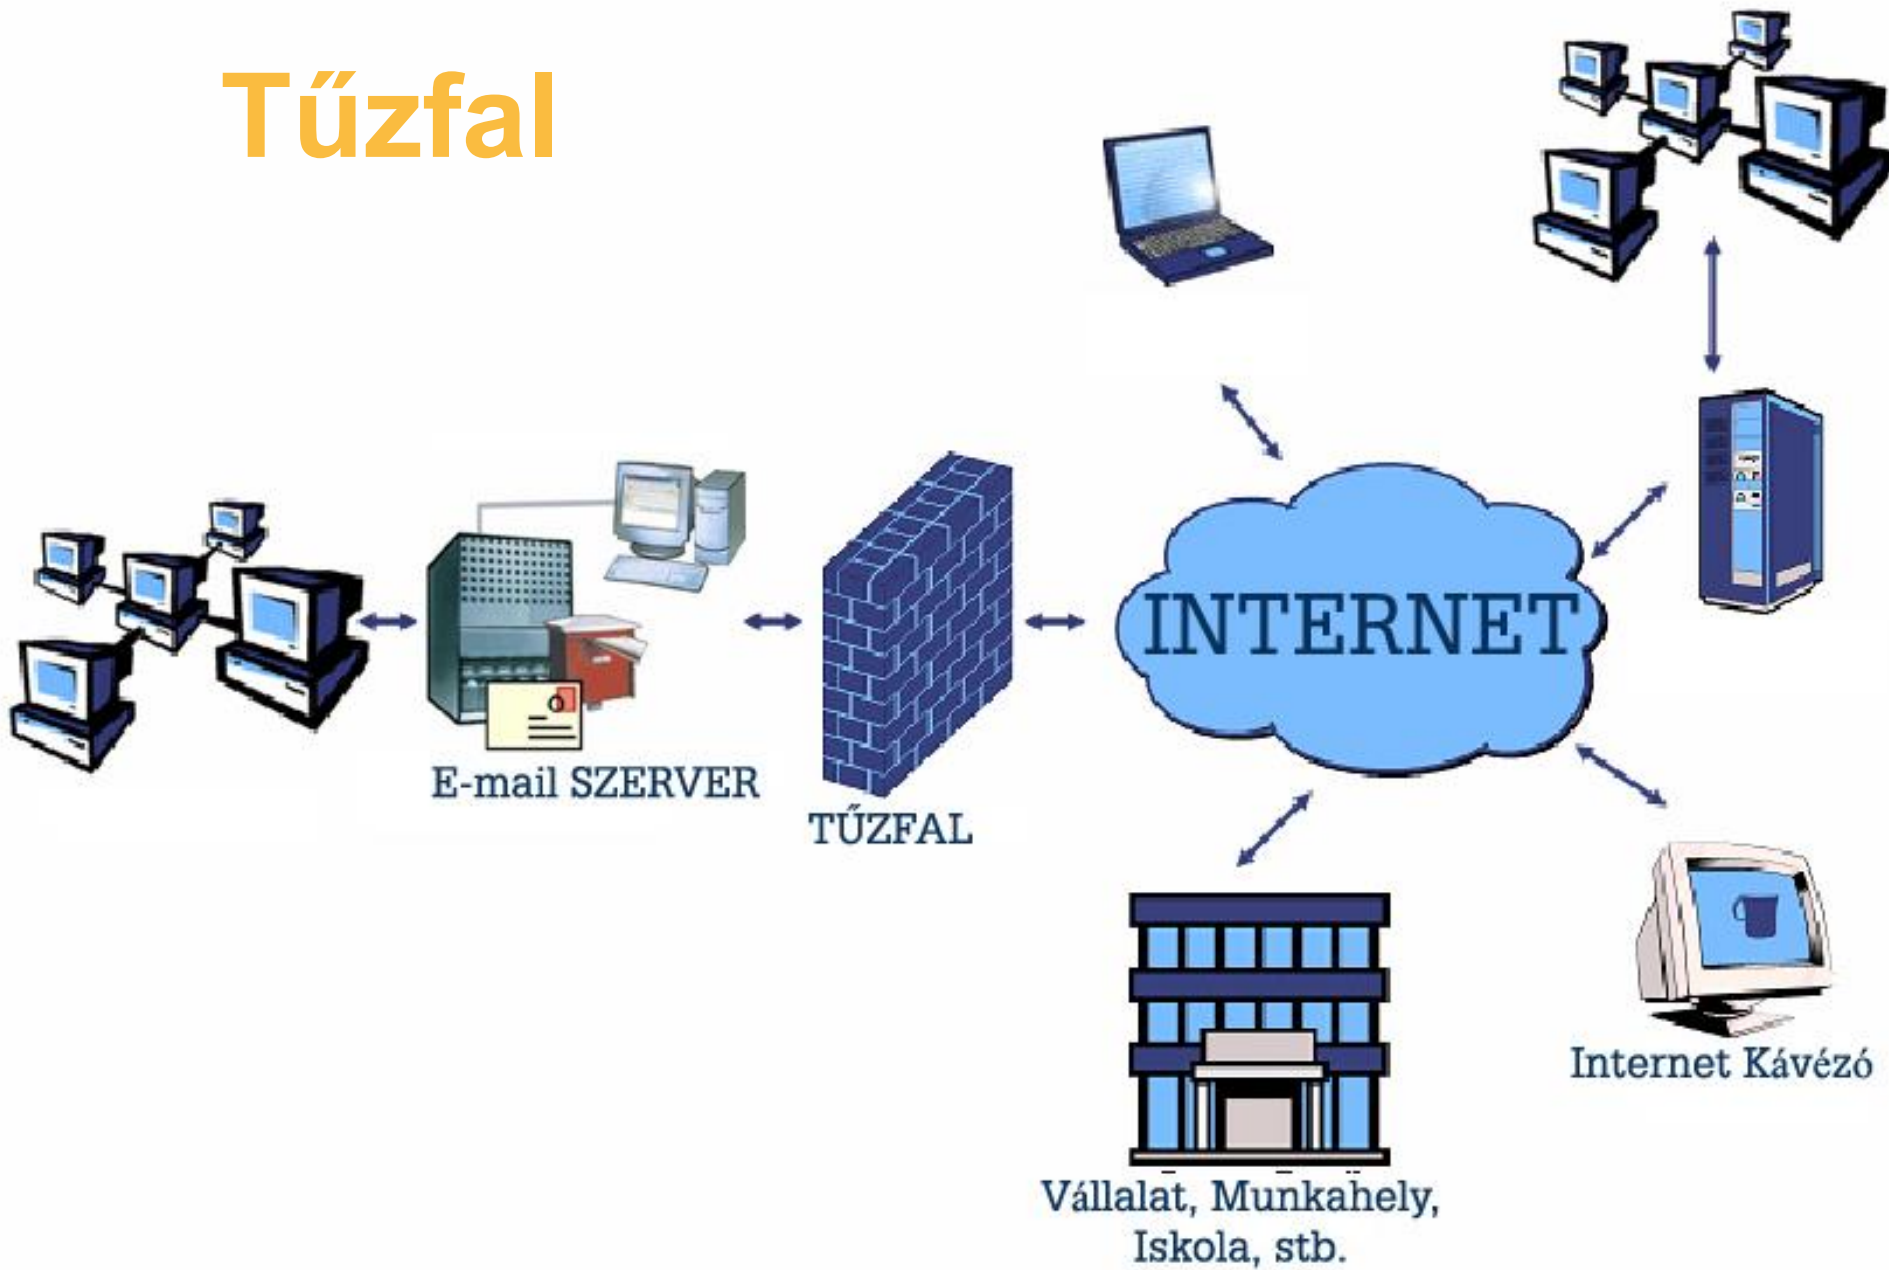 Tűzfal
INTERNET
E-mail SZERVER
TŰZFAL
Internet Kávézó
Vállalat, Munkahely,
Iskola, stb.